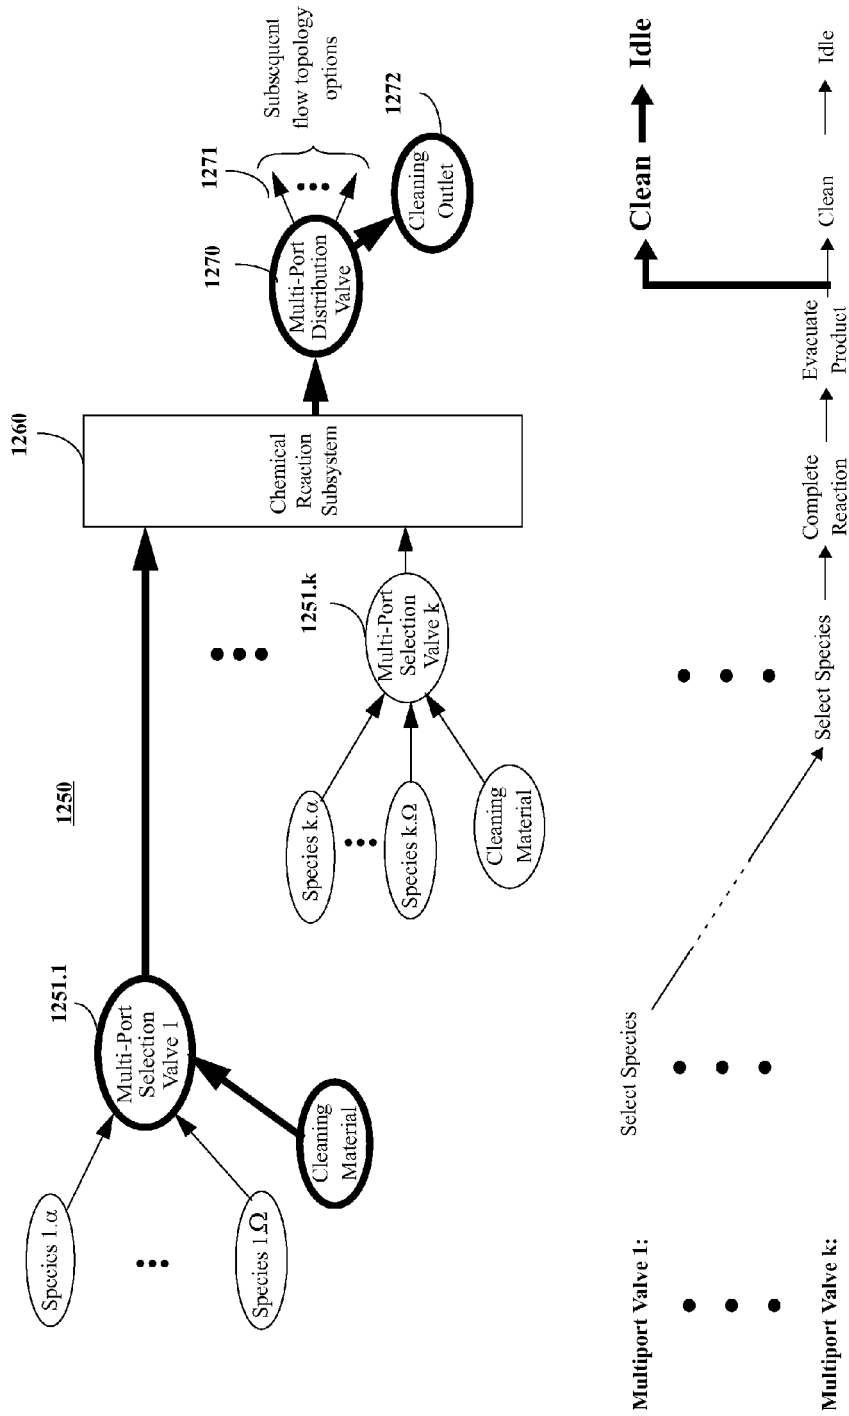 1250
1251.1
Multi-Port
Selection
Valve 1
Species 1.α
Species 1.Ω
Cleaning
Material
1251.k
Multi-Port
Selection
Valve k
Species k.α
Species k.Ω
Cleaning
Material
1260
Chemical
Reaction
Subsystem
1270
Multi-Port
Distribution
Valve
1271
Subsequent
flow topology
options
Cleaning
Outlet
1272
Multiport Valve 1:
Select Species
Clean
Idle
Multiport Valve k:
Select Species
Complete
Reaction
Evacuate
Product
Clean
Idle